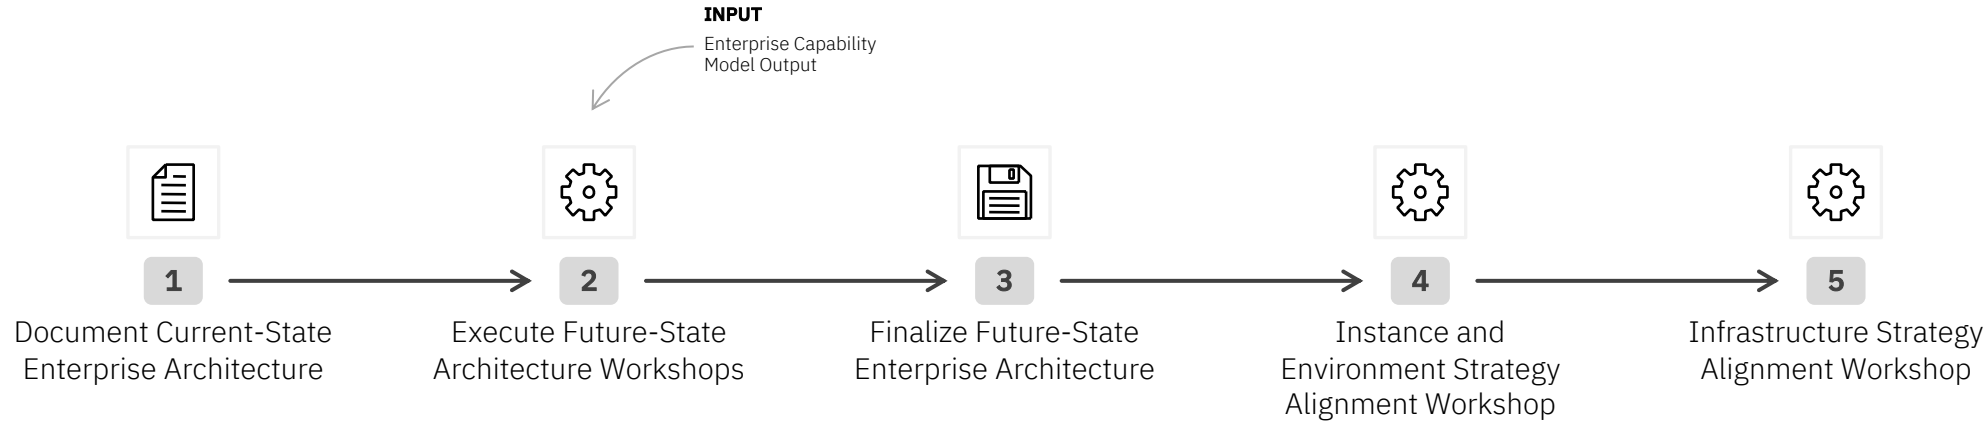 INPUT
Enterprise Capability
Model Output
1
Document Current-State
Enterprise Architecture
2
Execute Future-State
Architecture Workshops
3
Finalize Future-State
Enterprise Architecture
4
Instance and
Environment Strategy
Alignment Workshop
5
Infrastructure Strategy
Alignment Workshop